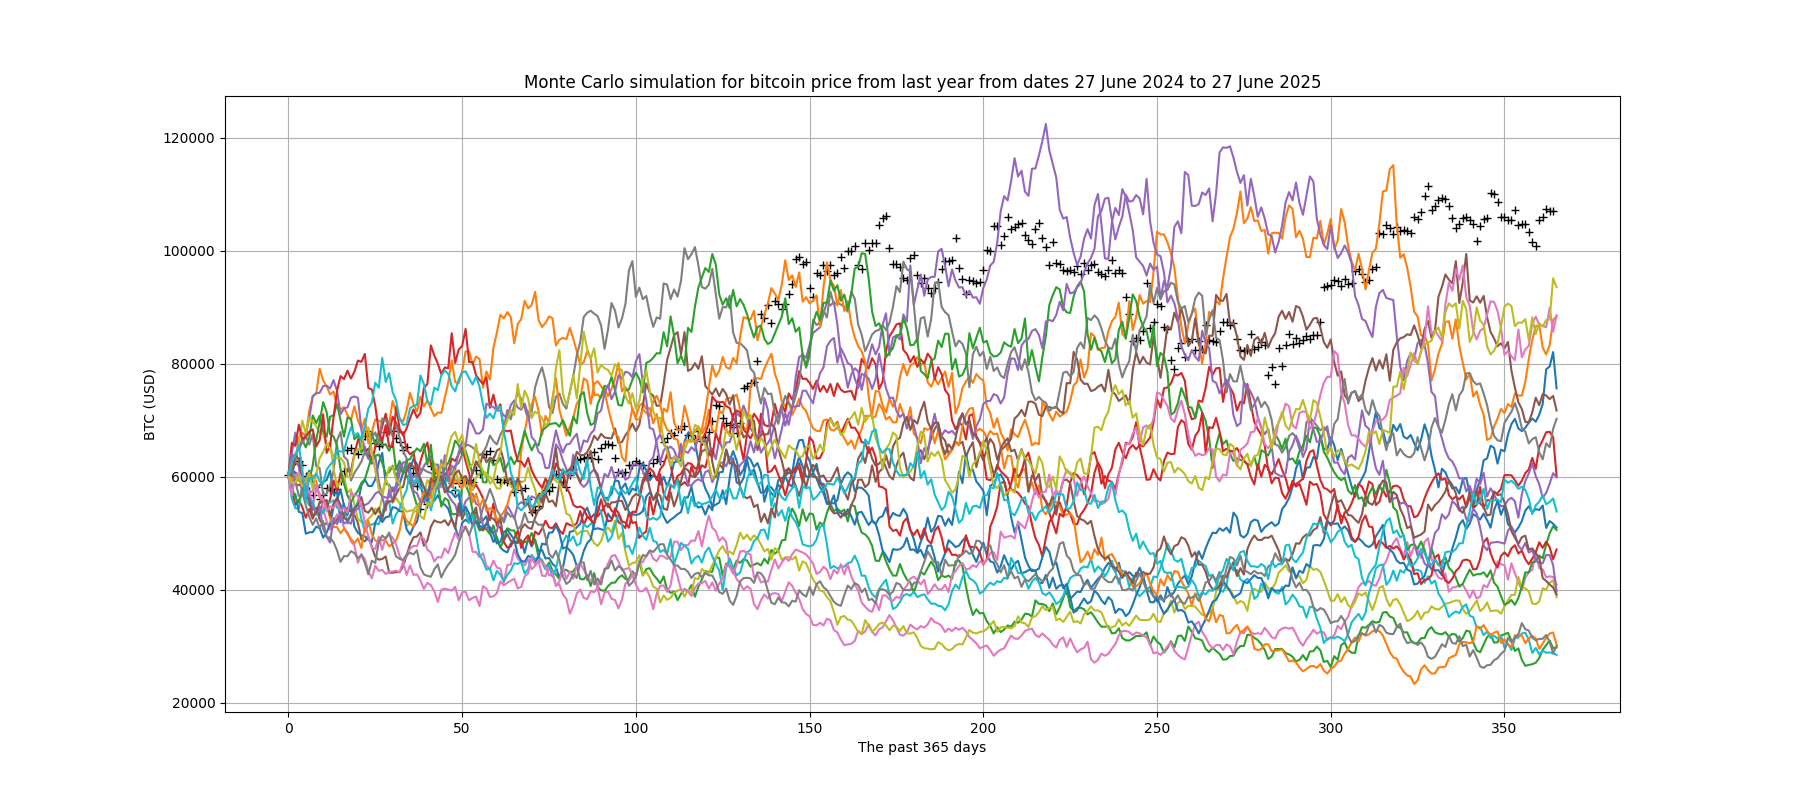 Monte Carlo simulation for bitcoin price from last year from dates 27 June 2024 to 27 June 2025
120000
100000
80000
60000
40000
20000
BTC (USD)
0 50 100 150 200 250 300 350
The past 365 days